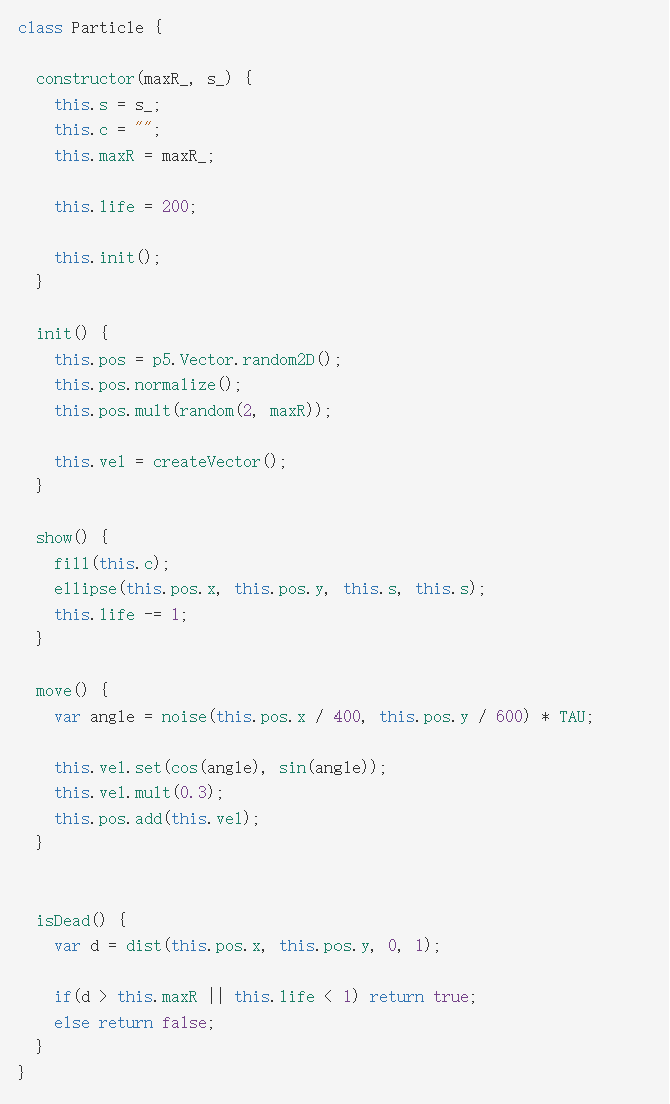 class Particle {
constructor(maxR_, s_) {
this.s = s_;
this.c = "";
this.maxR = maxR_;
this.life = 200;
this.init();
}
init() {
this.pos = p5.Vector.random2D();
this.pos.normalize();
this.pos.mult(random(2, maxR));
this.vel = createVector();
}
show() {
fill(this.c);
ellipse(this.pos.x, this.pos.y, this.s, this.s);
this.life -= 1;
}
move() {
var angle = noise(this.pos.x / 400, this.pos.y / 600) * TAU;
this.vel.set(cos(angle), sin(angle));
this.vel.mult(0.3);
this.pos.add(this.vel);
}
isDead() {
var d = dist(this.pos.x, this.pos.y, 0, 1);
if(d > this.maxR || this.life < 1) return true;
else return false;
}
}